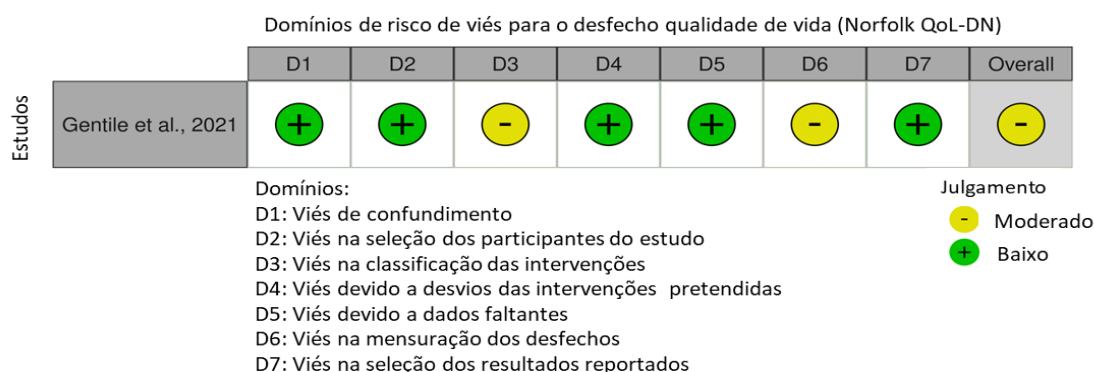 Domínios de risco de viés para o desfecho qualidade de vida (Norfolk QoL-DN)
D1 D2 D3 D4 D5 D6 D7 Overall
Estudos
Gentile et al., 2021 + + - + + - + -
Domínios:
D1: Viés de confundimento
D2: Viés na seleção dos participantes do estudo
D3: Viés na classificação das intervenções
D4: Viés devido a desvios das intervenções pretendidas
D5: Viés devido a dados faltantes
D6: Viés na mensuração dos desfechos
D7: Viés na seleção dos resultados reportados
Julgamento
- Moderado
+ Baixo